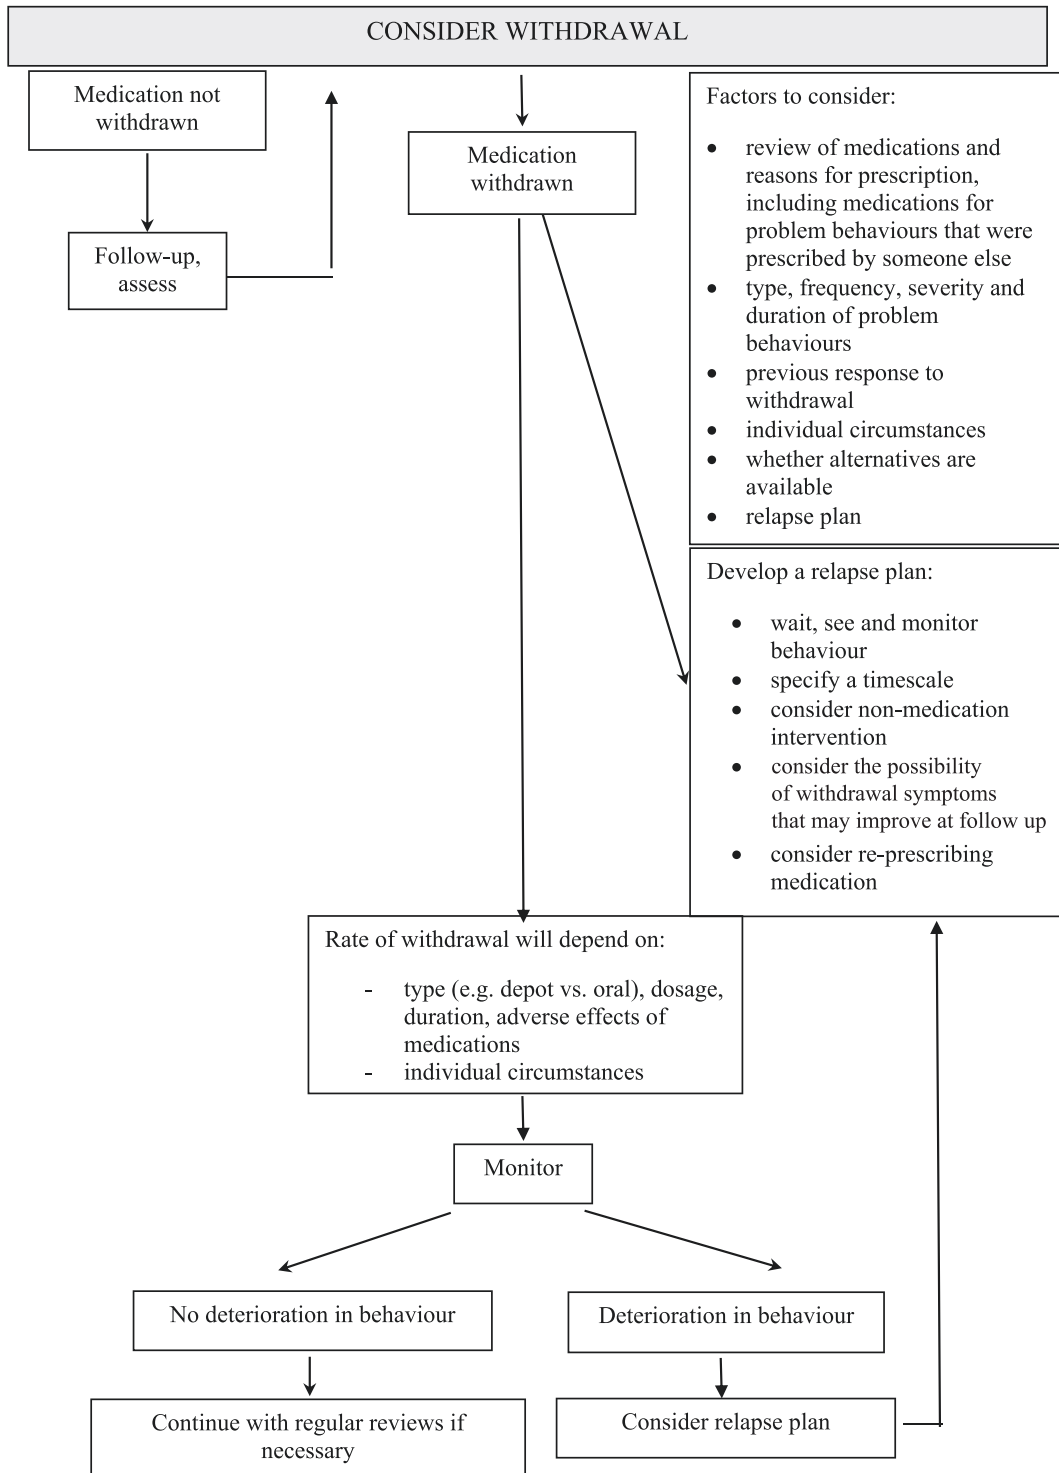 CONSIDER WITHDRAWAL
Medication not
withdrawn
Follow-up,
assess
Medication
withdrawn
Factors to consider:
• review of medications and
reasons for prescription,
including medications for
problem behaviours that were
prescribed by someone else
• type, frequency, severity and
duration of problem
behaviours
• previous response to
withdrawal
• individual circumstances
• whether alternatives are
available
• relapse plan
Develop a relapse plan:
• wait, see and monitor
behaviour
• specify a timescale
• consider non-medication
intervention
• consider the possibility
of withdrawal symptoms
that may improve at follow up
• consider re-prescribing
medication
Rate of withdrawal will depend on:
- type (e.g. depot vs. oral), dosage,
duration, adverse effects of
medications
- individual circumstances
Monitor
No deterioration in behaviour
Deterioration in behaviour
Continue with regular reviews if
necessary
Consider relapse plan